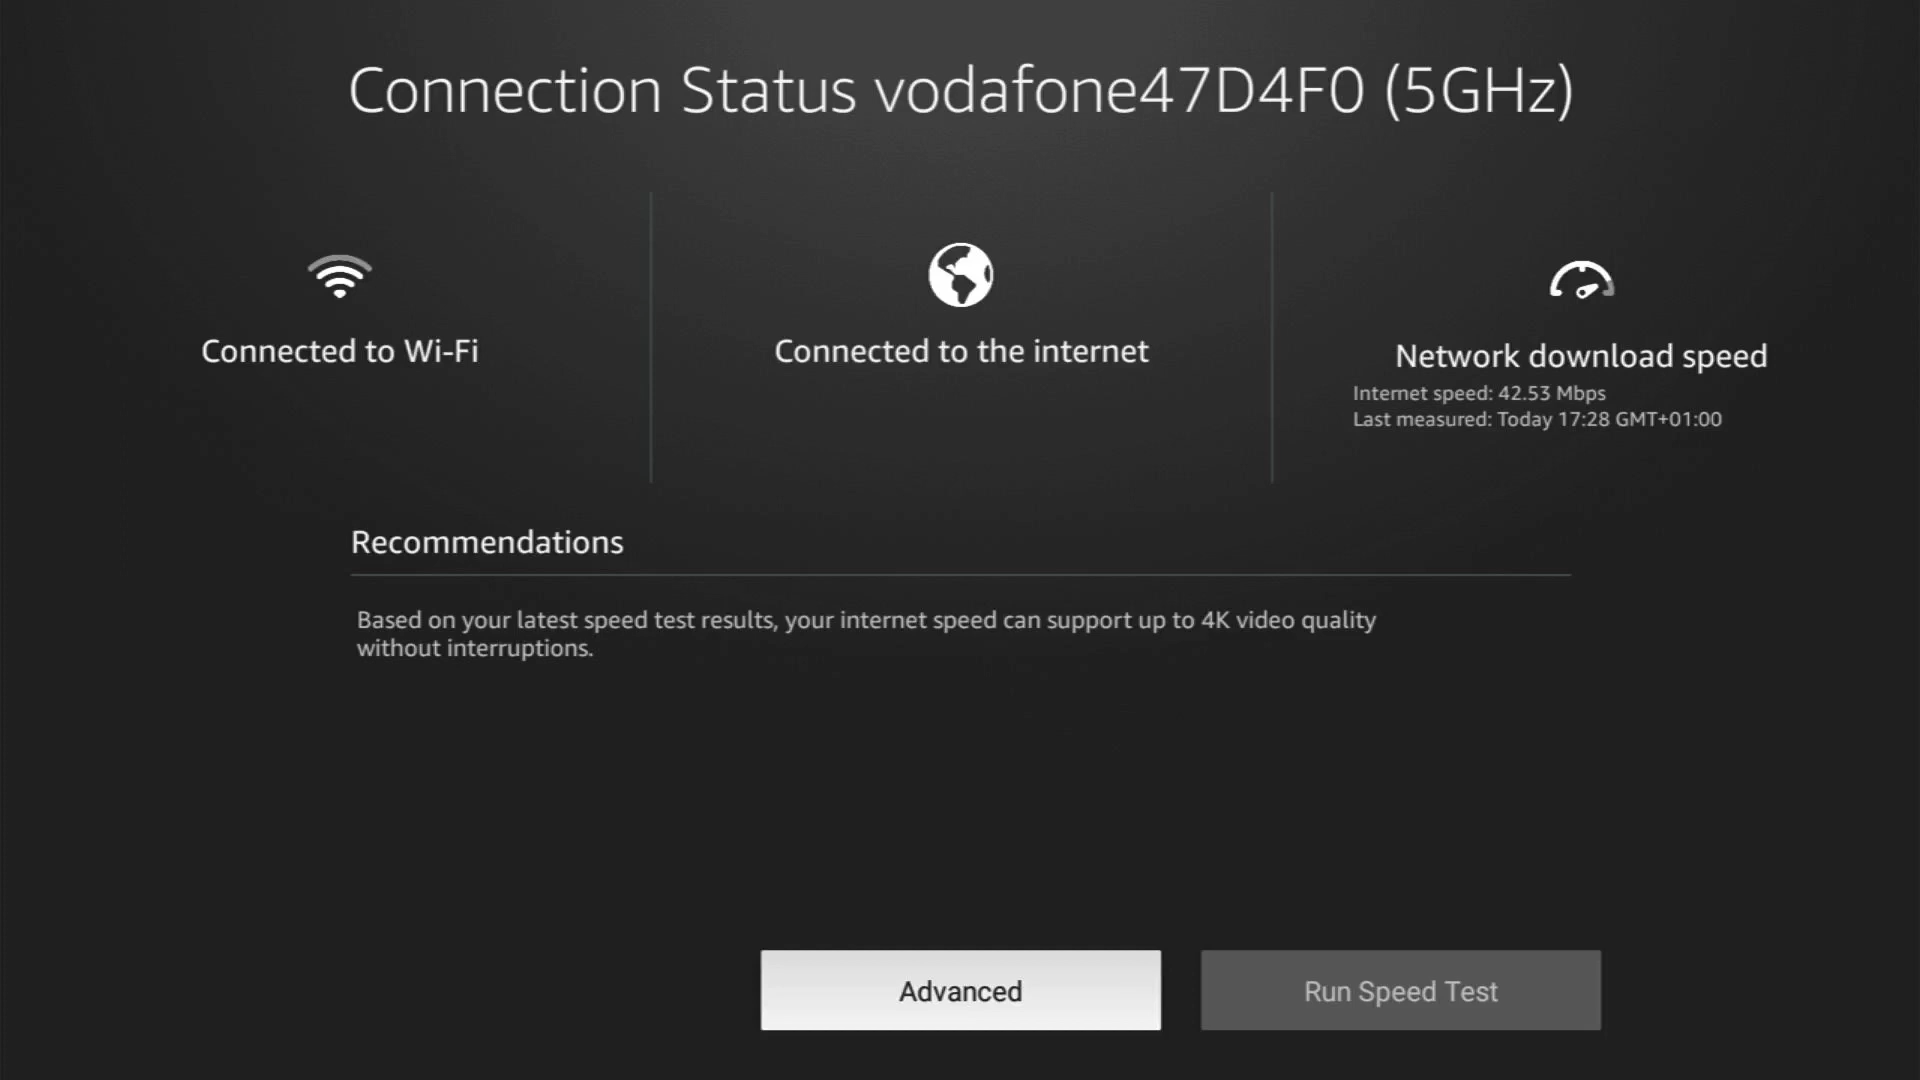 Connection Status vodafone47D4F0 (5GHz)
Connected to Wi-Fi
Connected to the internet
Network download speed
Internet speed: 42.53 Mbps
Last measured: Today 17:28 GMT+01:00
Recommendations
Based on your latest speed test results, your internet speed can support up to 4K video quality
without interruptions.
Advanced
Run Speed Test